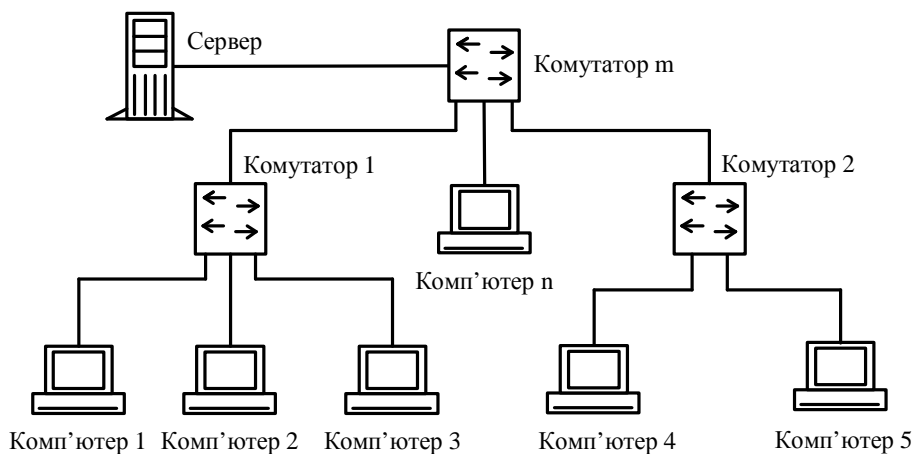 Сервер
Комутатор m
Комутатор 1
Комутатор 2
Комп’ютер n
Комп’ютер 1
Комп’ютер 2
Комп’ютер 3
Комп’ютер 4
Комп’ютер 5